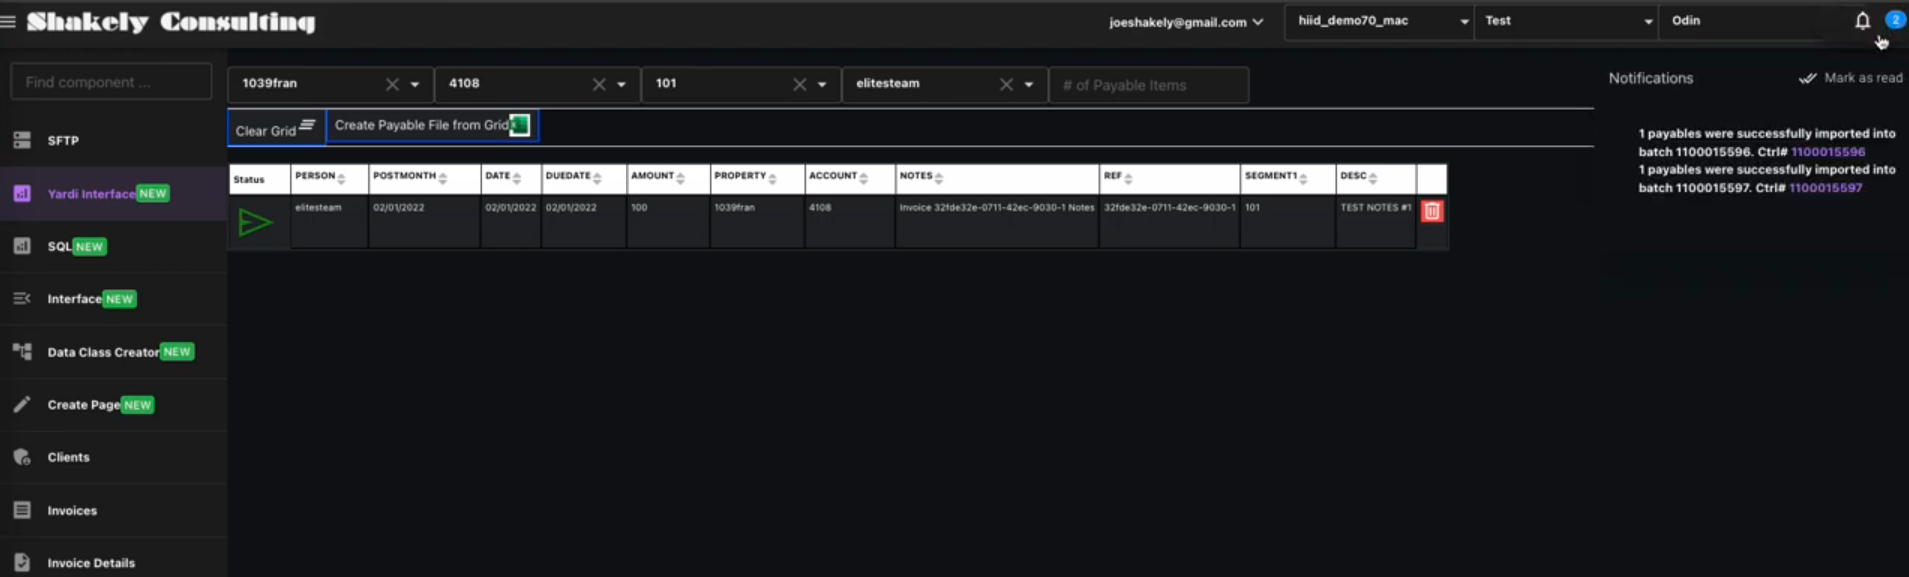 Shakely Consulting
joeshakely@gmail.com
hiid_demo70_mac
Test
Odin
2
Find component ...
1039fran
4108
101
elitesteam
# of Payable Items
Notifications
Mark as read
Clear Grid
Create Payable File from Grid
1 payables were successfully imported into
batch 1100015596. Ctrl# 1100015596
1 payables were successfully imported into
batch 1100015597. Ctrl# 1100015597
SFTP
Yardi Interface NEW
SQL NEW
Interface NEW
Data Class Creator NEW
Create Page NEW
Clients
Invoices
Invoice Details
Status PERSON POSTMONTH DATE DUEDATE AMOUNT PROPERTY ACCOUNT NOTES REF SEGMENT1 DESC
elitesteam 02/01/2022 02/01/2022 02/01/2022 100 1039fran 4108 Invoice 32fde32e-0711-42ec-9030-1 Notes 32fde32e-0711-42ec-9030-1 101 TEST NOTES #1